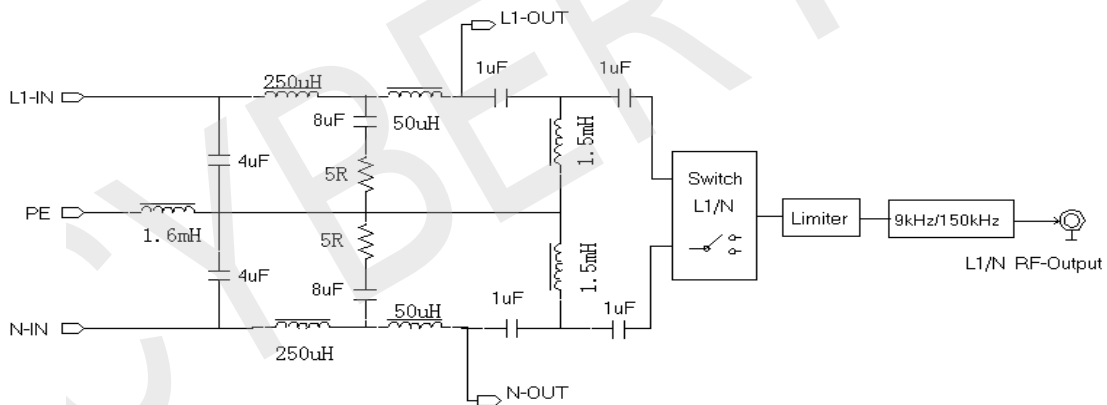 L1-OUT
1uF
1uF
250uH
L1-IN
8uF
50uH
1.5mH
4uF
5R
Switch
L1/N
PE
Limiter
9kHz/150kHz
1.6mH
5R
L1/N RF-Output
4uF
1.5mH
8uF
50uH
1uF
1uF
N-IN
250uH
N-OUT
CYBERT